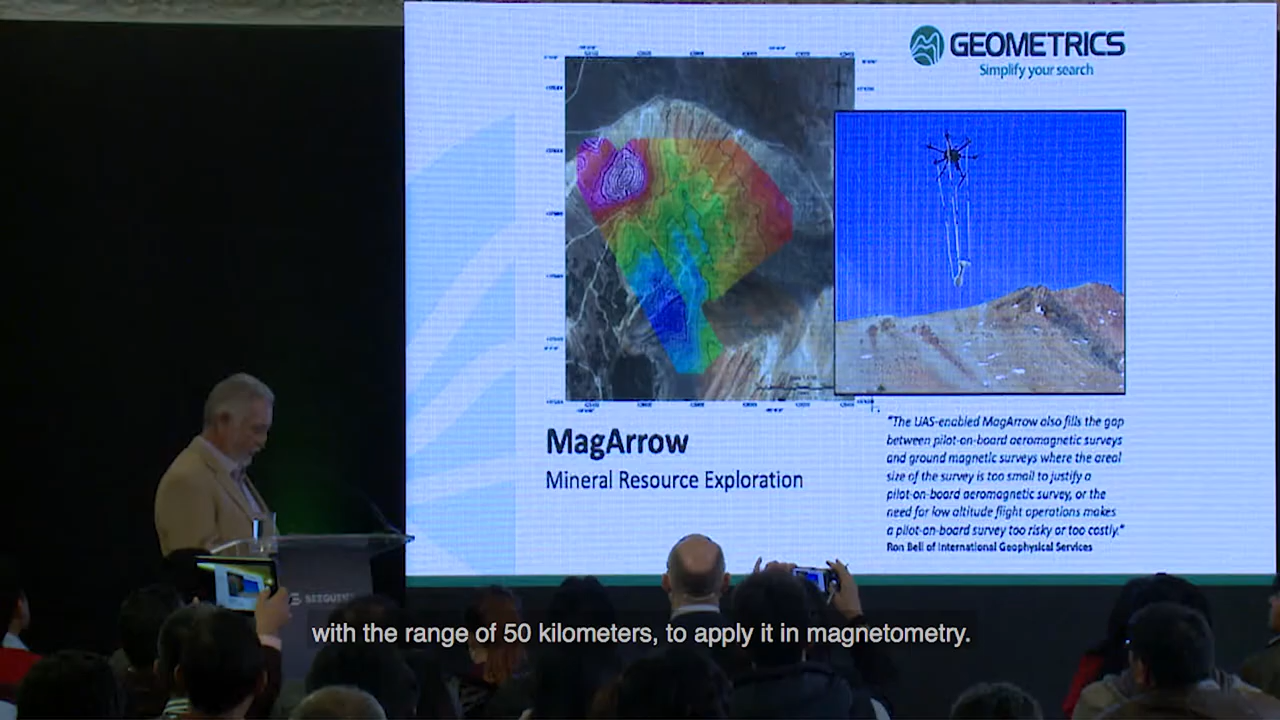 GEOMETRICS
Simplify your search
MagArrow
Mineral Resource Exploration
"The UAS-enabled MagArrow also fills the gap
between pilot-on-board aeromagnetic surveys
and ground magnetic surveys where the areal
size of the survey is too small to justify a
pilot-on-board aeromagnetic survey, or the
need for low altitude flight operations makes
a pilot-on-board survey too risky or too costly."
Ron Bell of International Geophysical Services
with the range of 50 kilometers, to apply it in magnetometry.